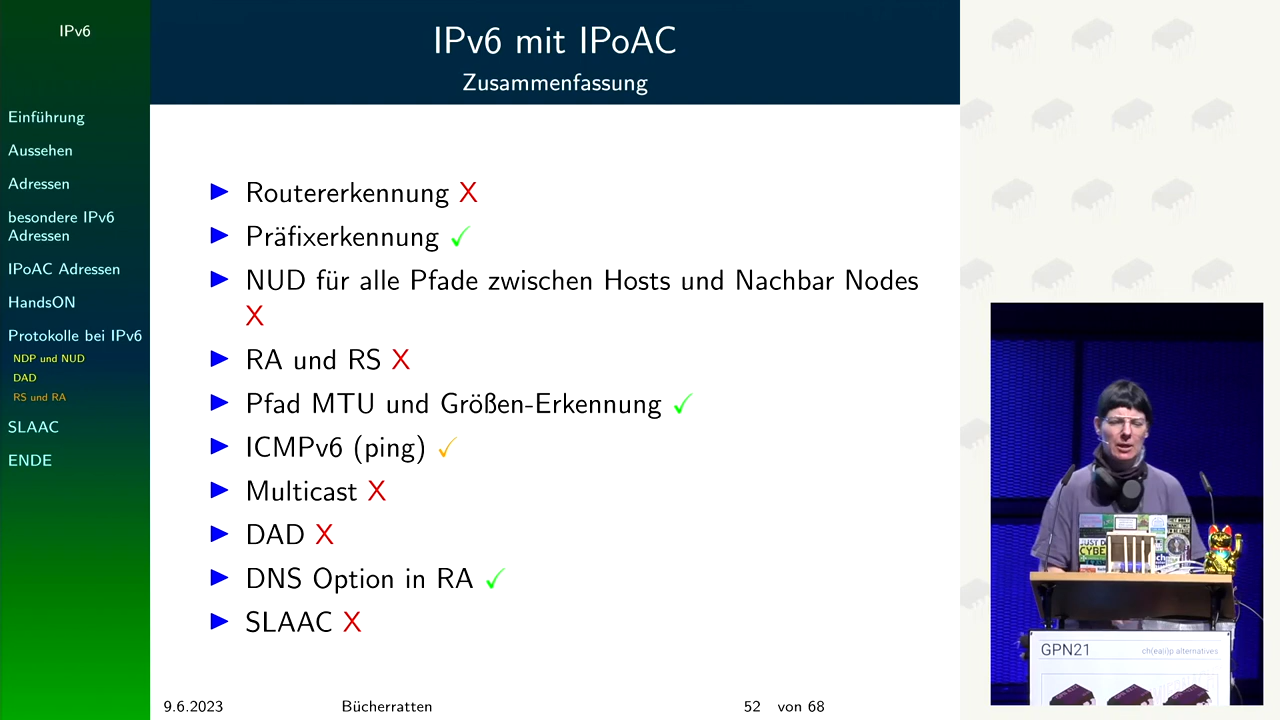 IPv6
Einführung
Aussehen
Adressen
besondere IPv6
Adressen
IPoAC Adressen
HandsON
Protokolle bei IPv6
NDP und NUD
DAD
RS und RA
SLAAC
ENDE
IPv6 mit IPoAC
Zusammenfassung
Routererkennung X
Präfixerkennung ✓
NUD für alle Pfade zwischen Hosts und Nachbar Nodes
X
RA und RS X
Pfad MTU und Größen-Erkennung ✓
ICMPv6 (ping) ✓
Multicast X
DAD X
DNS Option in RA ✓
SLAAC X
9.6.2023 Bücherratten 52 von 68
JUST D
CYBE
GPN21 ch(ea(i)p alternatives